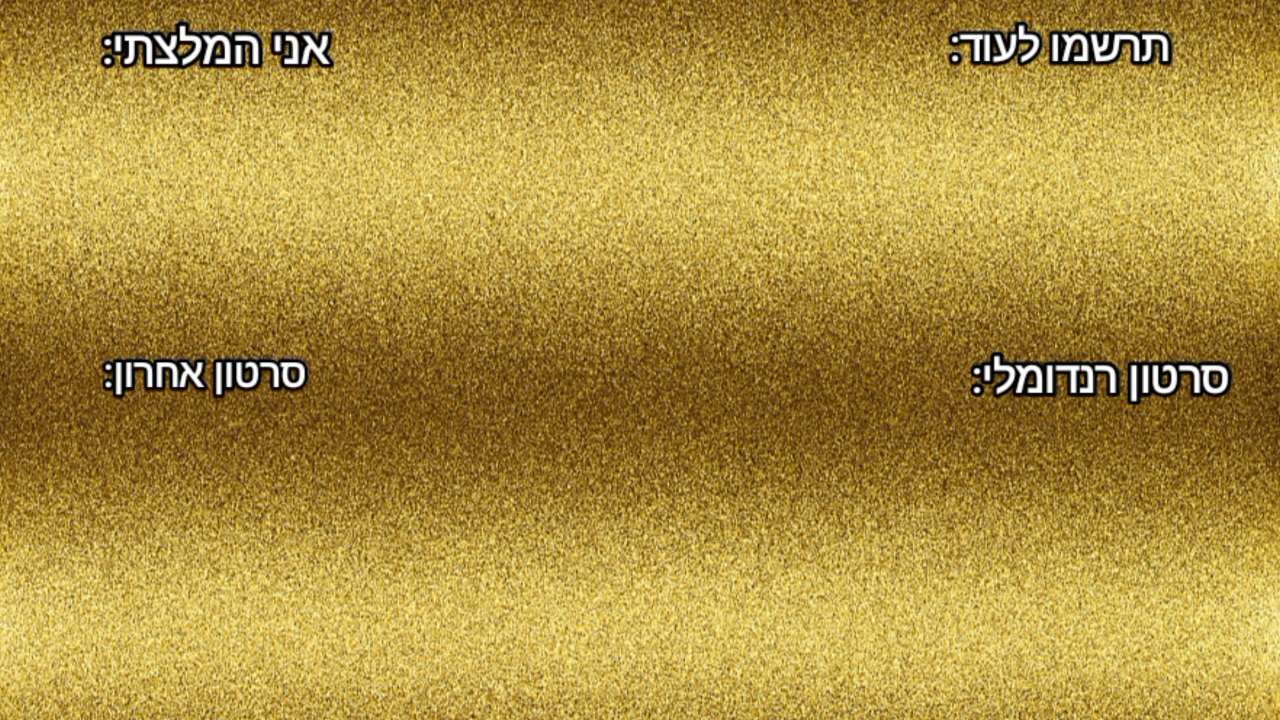 תרשמו לעוד:
אני המלצתי:
סרטון רנדומלי:
סרטון אחרון: